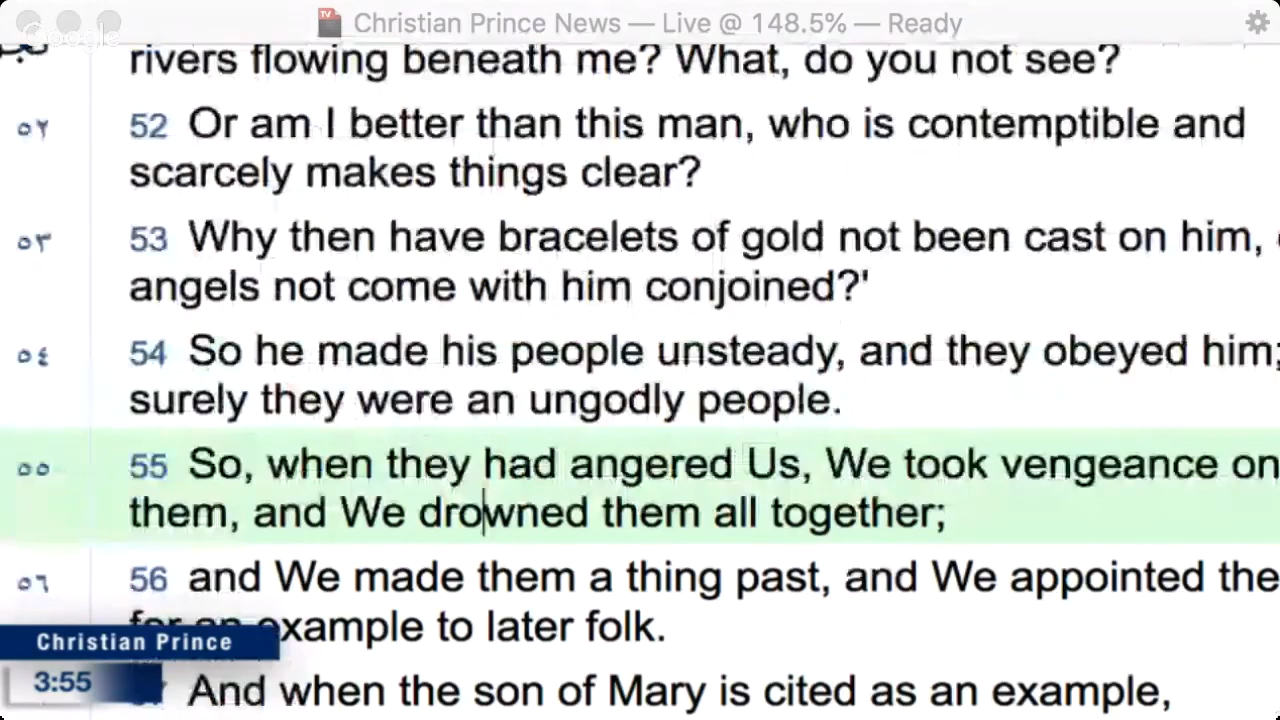 Christian Prince News — Live @ 148.5% — Ready
Google
rivers flowing beneath me? What, do you not see?
٥٢ 52 Or am I better than this man, who is contemptible and
scarcely makes things clear?
٥٣ 53 Why then have bracelets of gold not been cast on him,
angels not come with him conjoined?'
٥٤ 54 So he made his people unsteady, and they obeyed him;
surely they were an ungodly people.
٥٥ 55 So, when they had angered Us, We took vengeance on
them, and We drowned them all together;
٥٦ 56 and We made them a thing past, and We appointed the
for an example to later folk.
Christian Prince
3:55
And when the son of Mary is cited as an example,